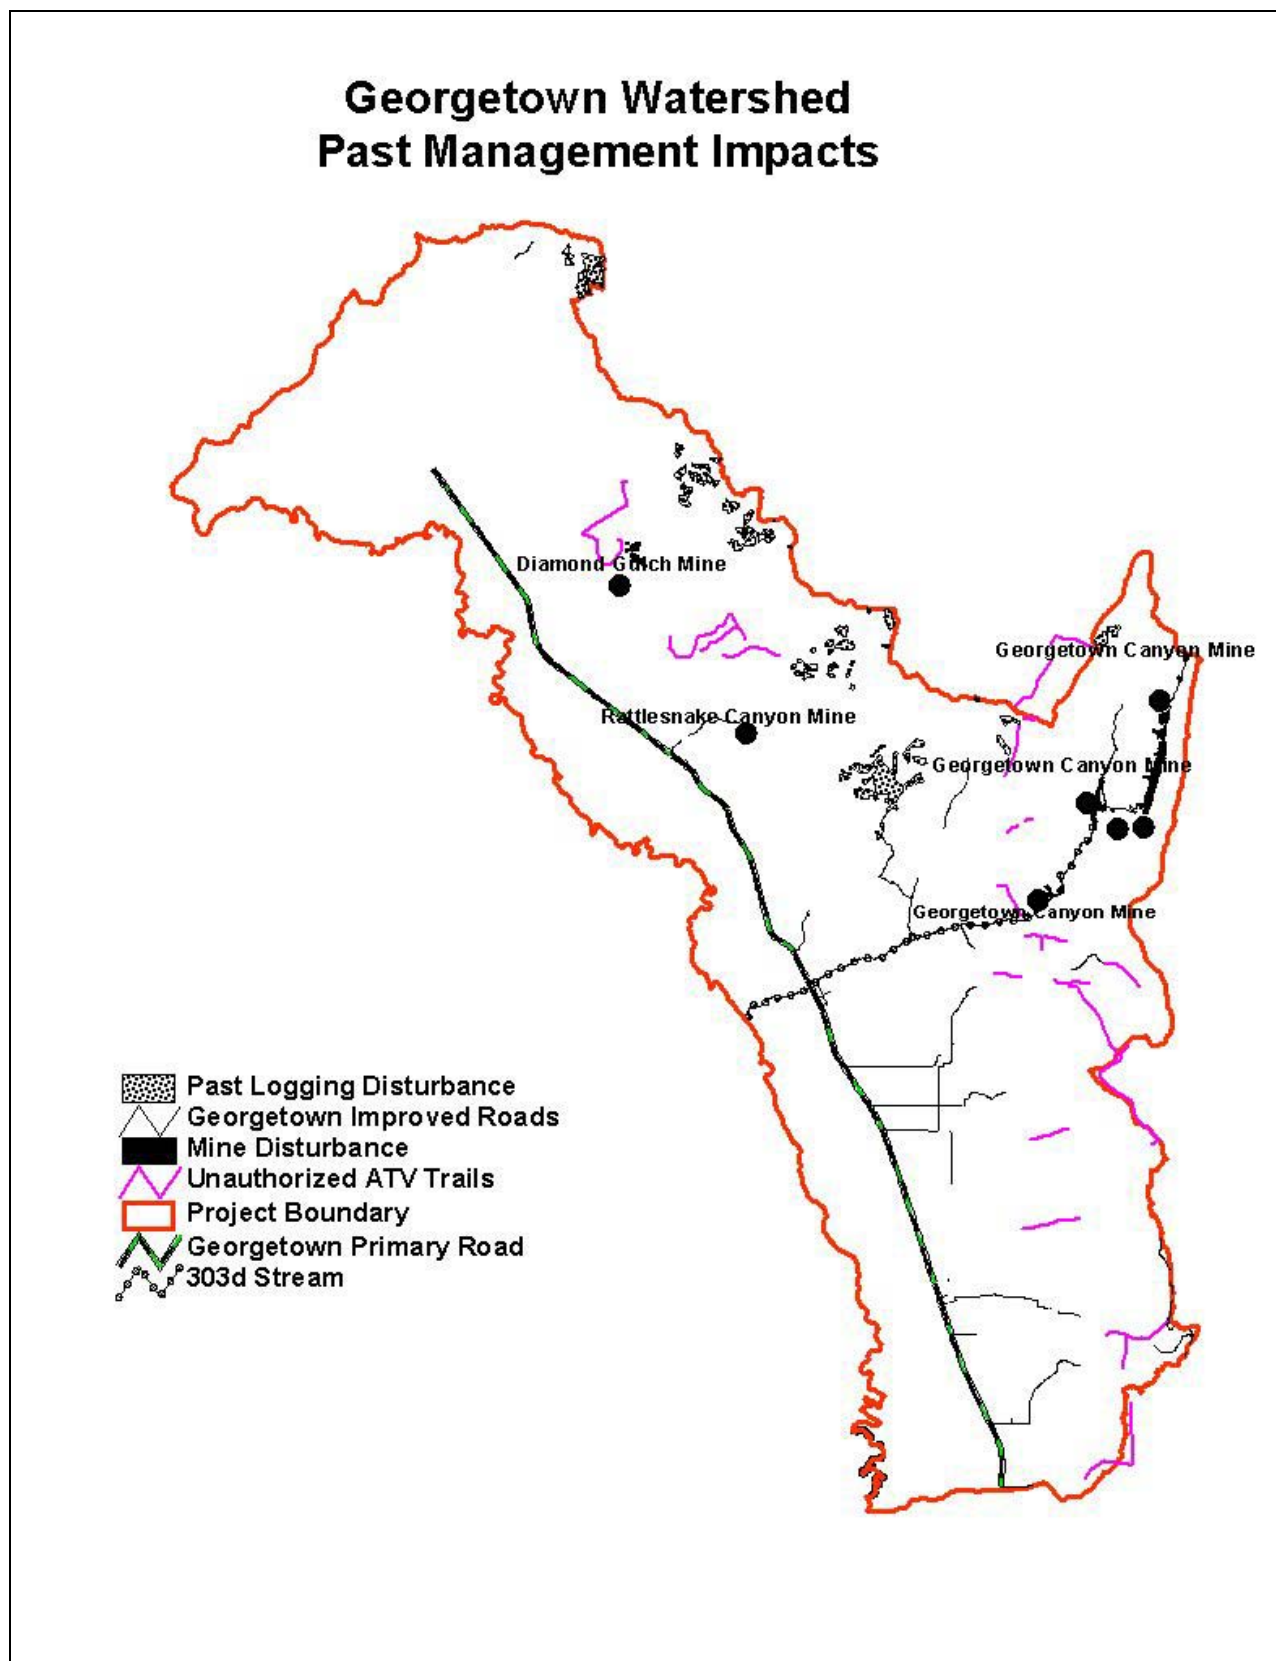 Georgetown Watershed
Past Management Impacts
Diamond Gulch Mine
Georgetown Canyon Mine
Rattlesnake Canyon Mine
Georgetown Canyon Mine
Georgetown Canyon Mine
Past Logging Disturbance
Georgetown Improved Roads
Mine Disturbance
Unauthorized ATV Trails
Project Boundary
Georgetown Primary Road
303d Stream